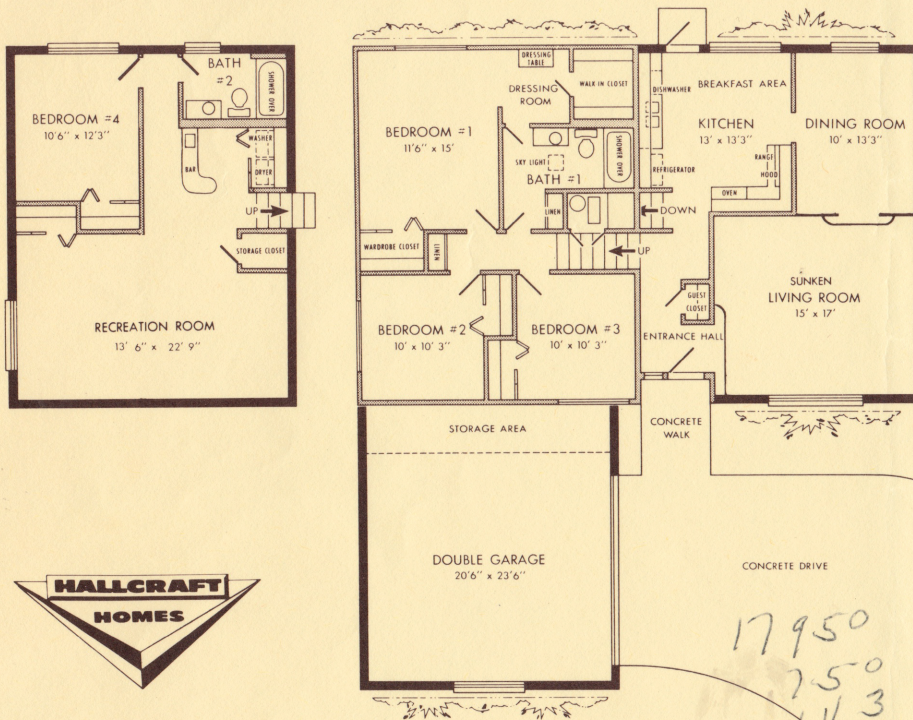 BATH
#2
SHOWER OVER
BEDROOM #4
10'6" x 12'3"
WASHER
DRYER
BAR
UP
STORAGE CLOSET
RECREATION ROOM
13' 6" x 22' 9"
DRESSING TABLE
WALK IN CLOSET
DRESSING
ROOM
BEDROOM #1
11'6" x 15'
SKY LIGHT
BATH #1
SHOWER OVER
LINEN
DOWN
UP
WARDROBE CLOSET
LINEN
BEDROOM #2
10' x 10' 3"
BEDROOM #3
10' x 10' 3"
DISHWASHER
BREAKFAST AREA
KITCHEN
13' x 13'3"
REFRIGERATOR
RANGE
HOOD
OVEN
DINING ROOM
10' x 13'3"
SUNKEN
LIVING ROOM
15' x 17'
GUEST
CLOSET
ENTRANCE HALL
CONCRETE
WALK
STORAGE AREA
DOUBLE GARAGE
20'6" x 23'6"
CONCRETE DRIVE
HALLCRAFT
HOMES
17950
750